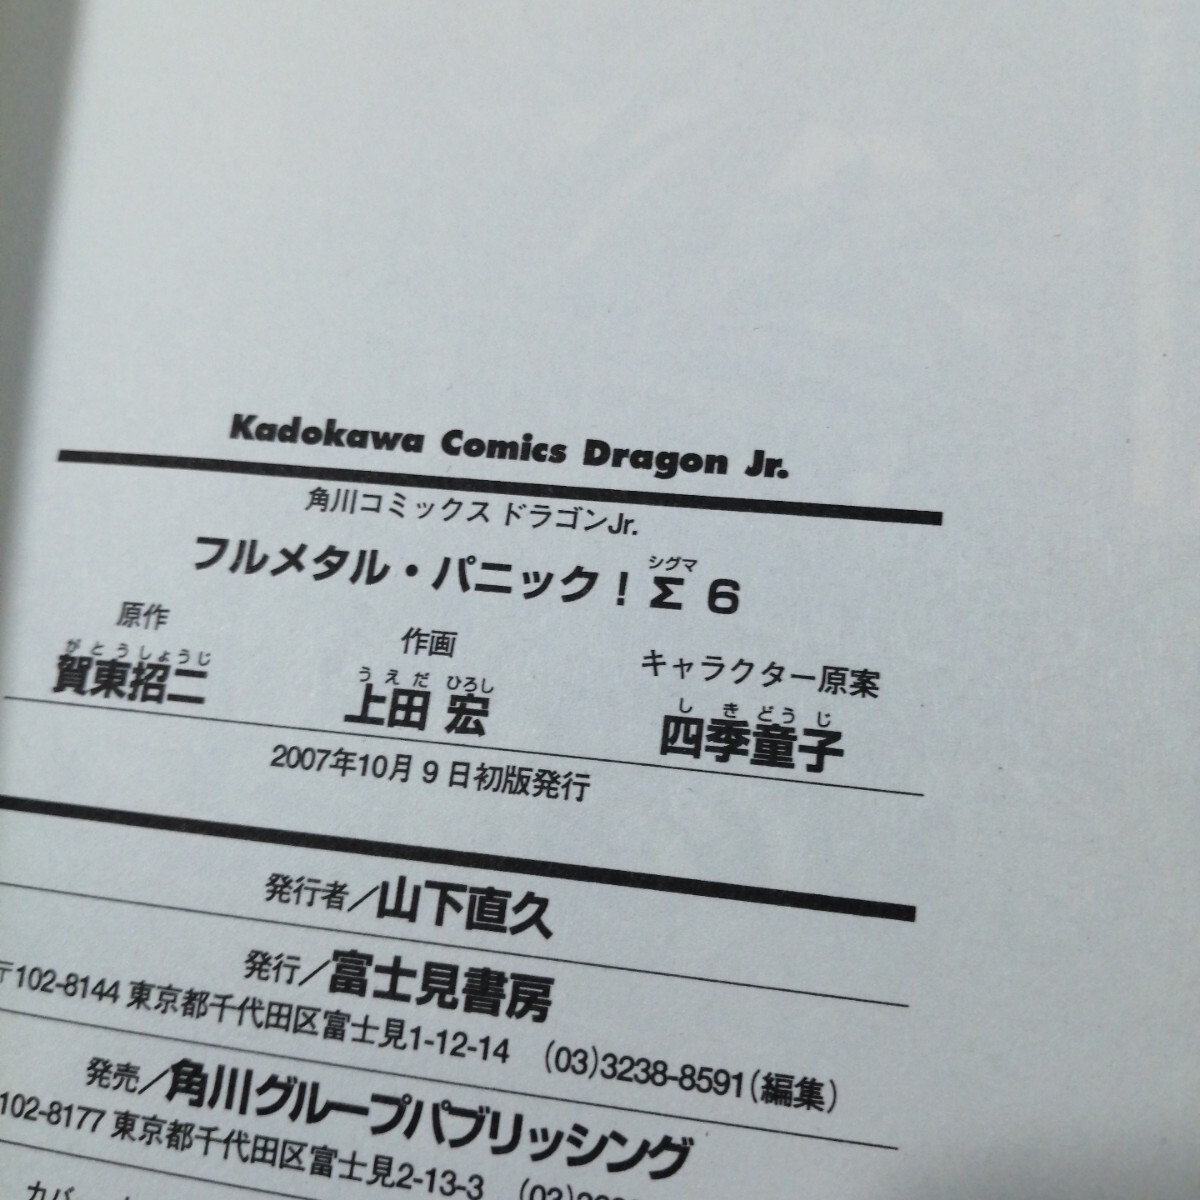 Kadokawa Comics Dragon Jr.
角川コミックス ドラゴンJr.
シグマ
フルメタル・パニック！Σ 6
原作
がとうしょうじ
賀東招二
作画
うえだ ひろし
上田 宏
キャラクター原案
しきどうじ
四季童子
2007年10月9日初版発行
発行者／山下直久
発行／富士見書房
〒102-8144 東京都千代田区富士見1-12-14 (03)3238-8591(編集)
発売／角川グループパブリッシング
102-8177 東京都千代田区富士見2-13-3 (03)